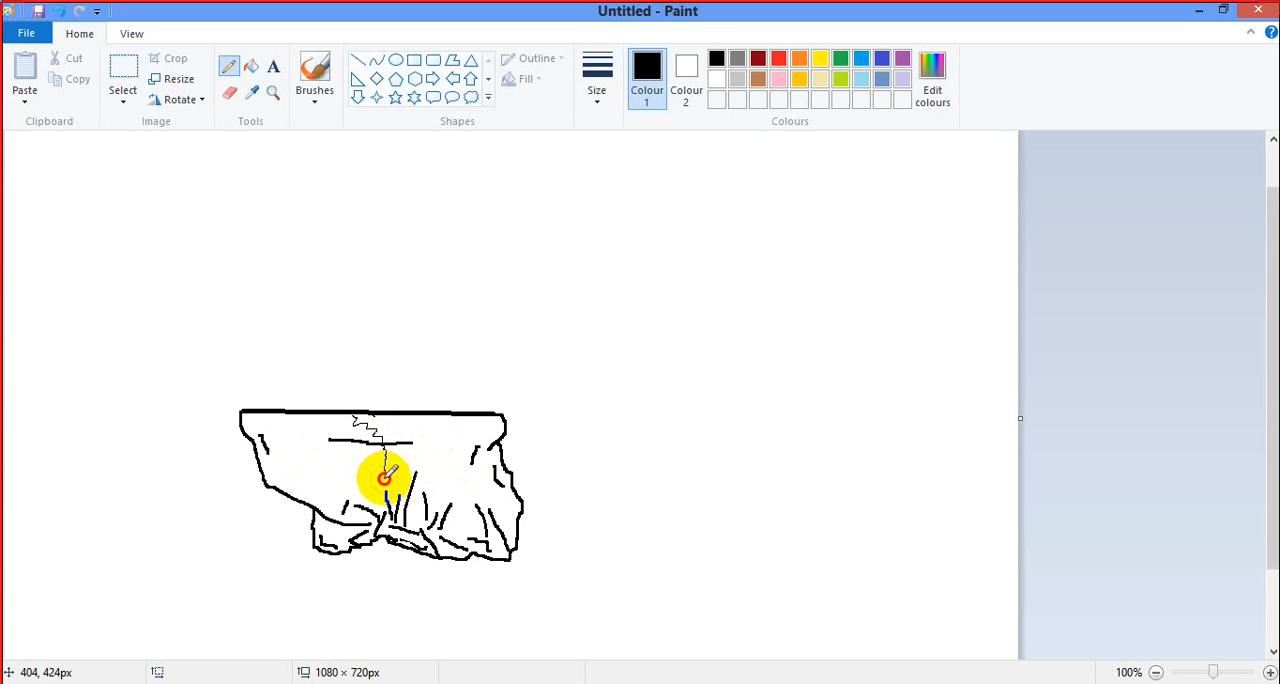 Untitled - Paint
File
Home
View
Paste
Cut
Copy
Clipboard
Select
Crop
Resize
Rotate
Image
A
Tools
Brushes
Outline
Fill
Shapes
Size
Colour 1
Colour 2
Edit colours
Colours
404, 424px
1080 × 720px
100%